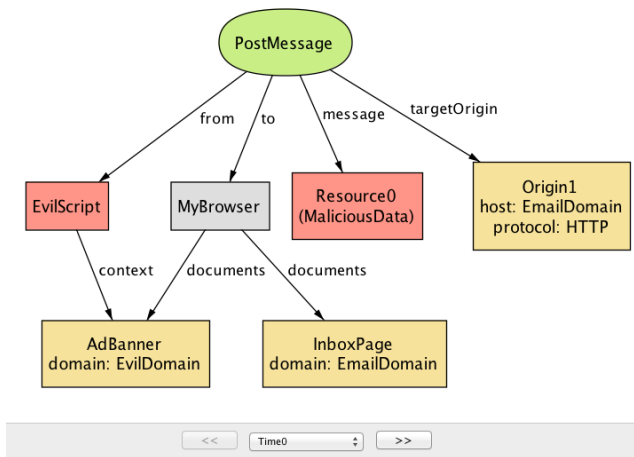 PostMessage
from
to
message
targetOrigin
EvilScript
MyBrowser
Resource0
(MaliciousData)
Origin1
host: EmailDomain
protocol: HTTP
context
documents
documents
AdBanner
domain: EvilDomain
InboxPage
domain: EmailDomain
<<
Time0
>>